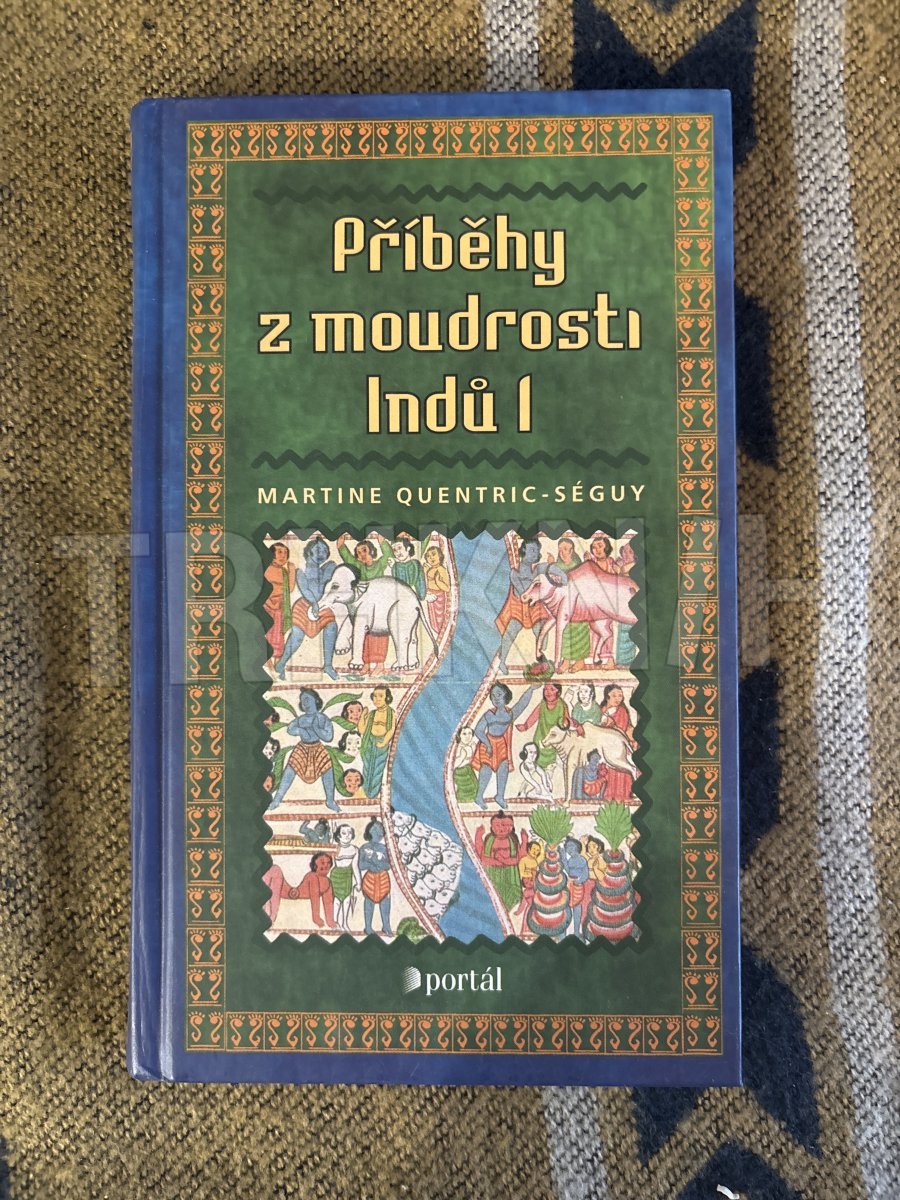 Příběhy
z moudrosti
Indů I
MARTINE QUENTRIC-SÉGUY
portál